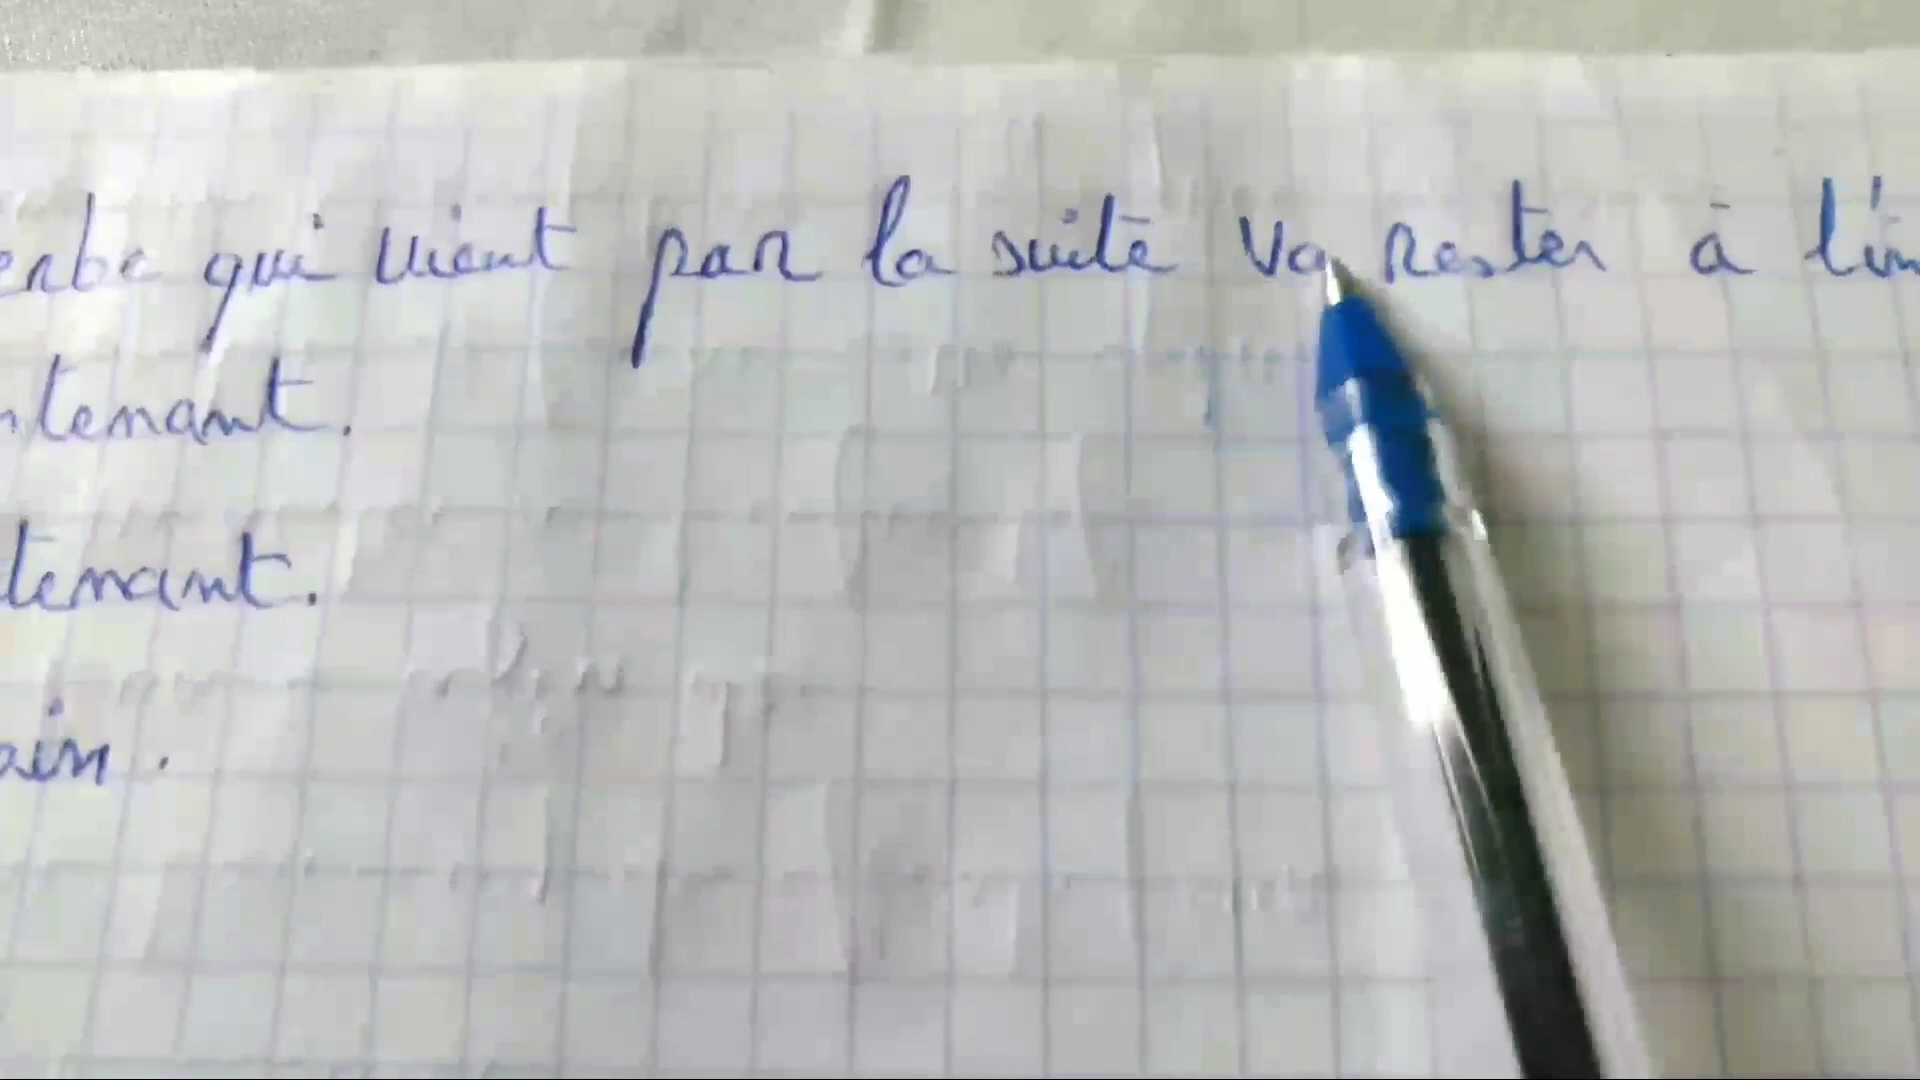 erbe qui vient par la suite va rester à l'in
ntenant.
tenant.
ain.